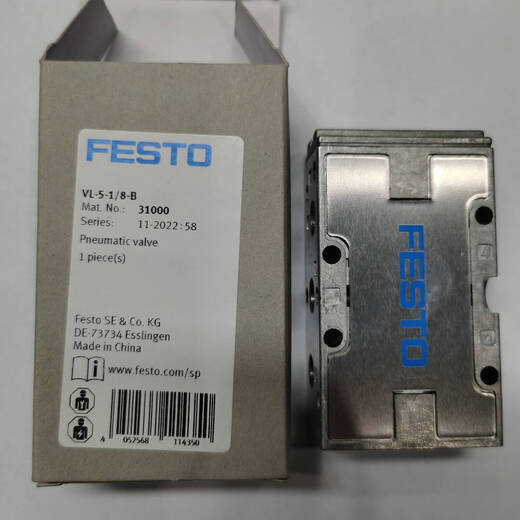 FESTO
VL-5-1/8-B
Mat. No.: 31000
Series: 11-2022:58
Pneumatic valve
1 piece(s)
Festo SE & Co. KG
DE-73734 Esslingen
Made in China
www.festo.com/sp
4 052568 114350
FESTO
4
2